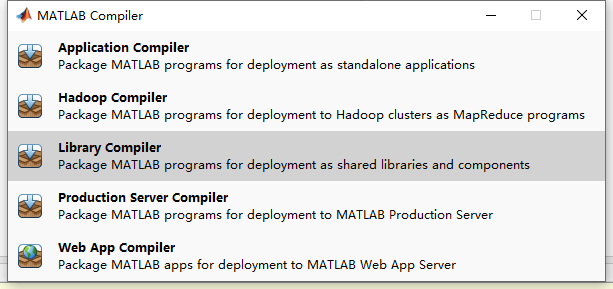 MATLAB Compiler
Application Compiler
Package MATLAB programs for deployment as standalone applications
Hadoop Compiler
Package MATLAB programs for deployment to Hadoop clusters as MapReduce programs
Library Compiler
Package MATLAB programs for deployment as shared libraries and components
Production Server Compiler
Package MATLAB programs for deployment to MATLAB Production Server
Web App Compiler
Package MATLAB apps for deployment to MATLAB Web App Server